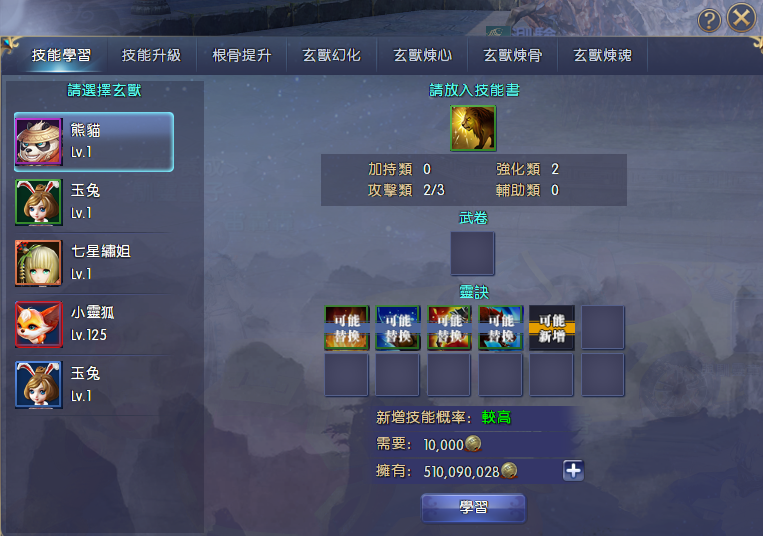 技能學習 技能升級 根骨提升 玄獸幻化 玄獸煉心 玄獸煉骨 玄獸煉魂
請選擇玄獸
熊貓
Lv.1
玉兔
Lv.1
七星繡姐
Lv.1
小靈狐
Lv.125
玉兔
Lv.1
請放入技能書
加持類 0 強化類 2
攻擊類 2/3 輔助類 0
武卷
靈訣
可能替換 可能替換 可能替換 可能替換 可能新增
新增技能概率：較高
需要：10,000
擁有：510,090,028
學習